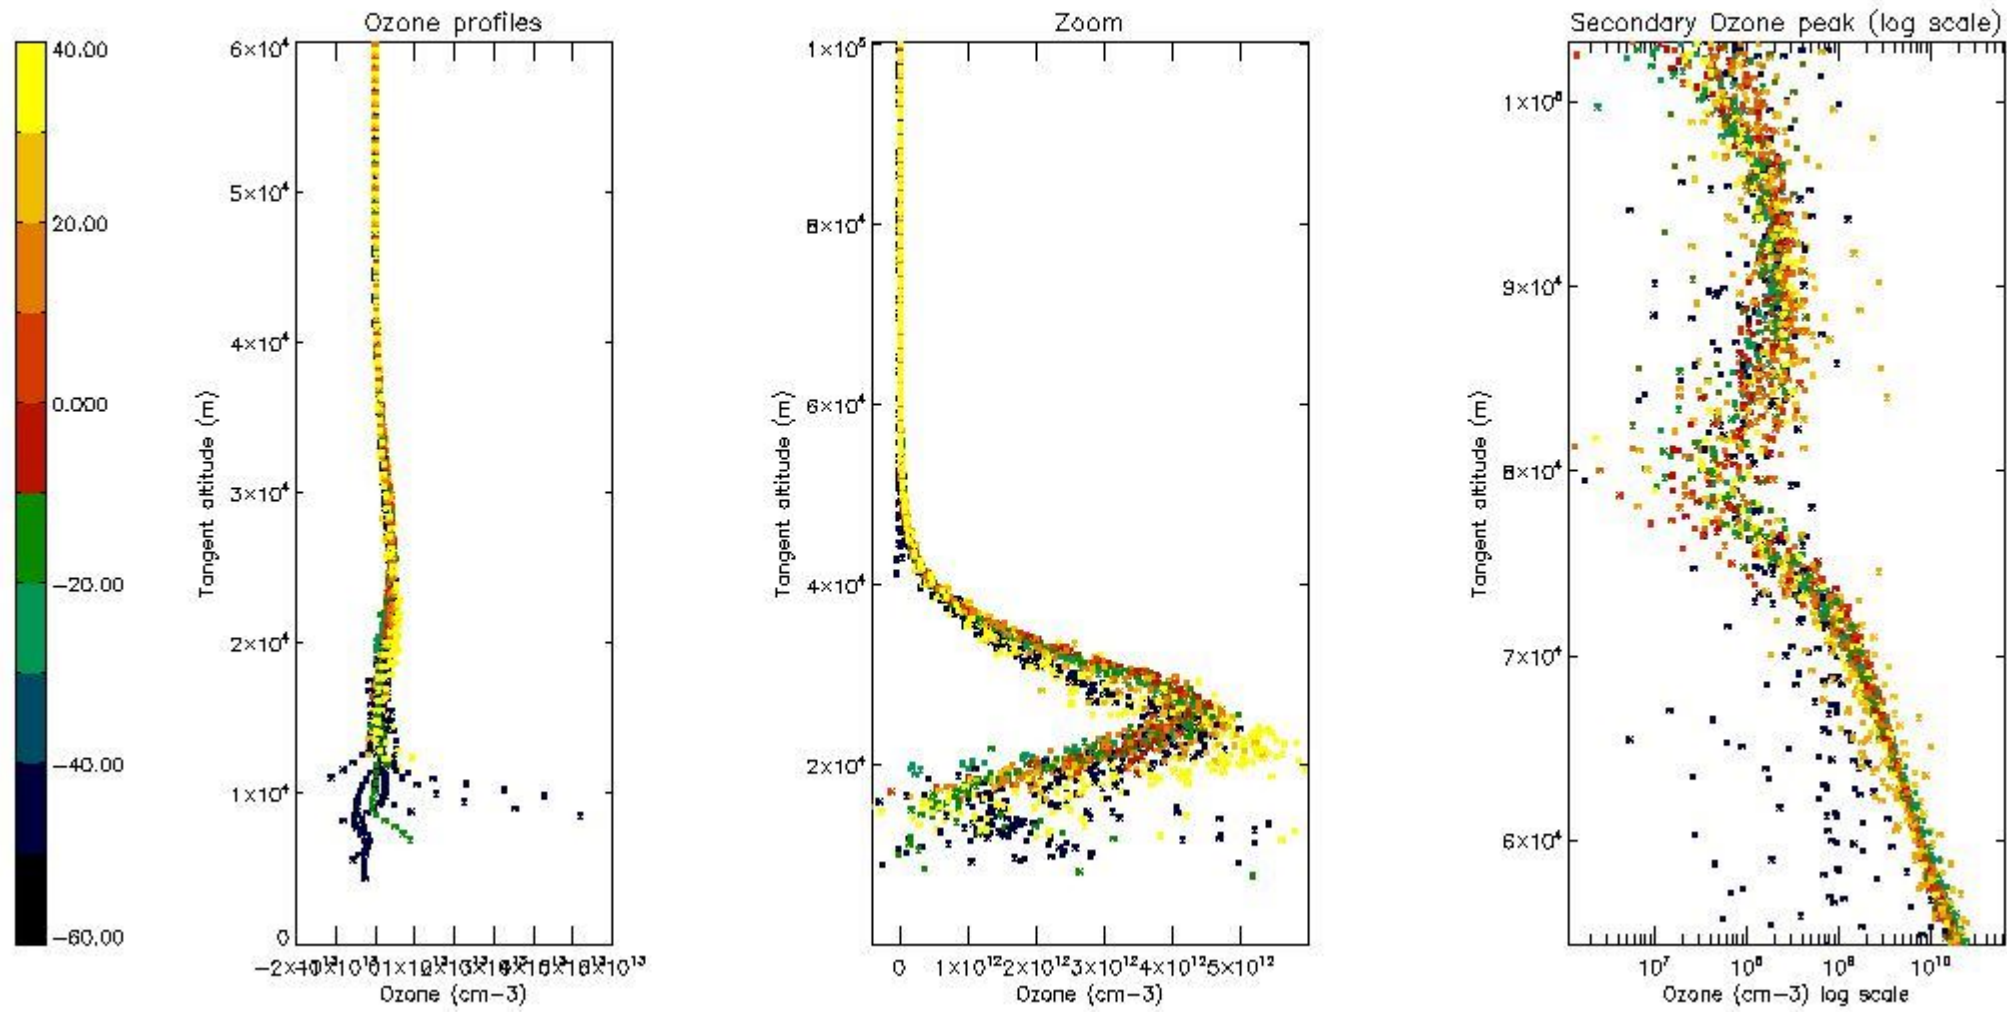 Ozone profiles
Zoom
Secondary Ozone peak (log scale)
40.00
20.00
0.000
−20.00
−40.00
−60.00
6×10⁴
5×10⁴
4×10⁴
3×10⁴
2×10⁴
1×10⁴
0
Tangent altitude (m)
Ozone (cm−3)
1×10⁵
8×10⁴
6×10⁴
4×10⁴
2×10⁴
Tangent altitude (m)
0 1×10¹² 2×10¹² 3×10¹² 4×10¹² 5×10¹²
Ozone (cm−3)
1×10⁵
9×10⁴
8×10⁴
7×10⁴
6×10⁴
Tangent altitude (m)
10⁷ 10⁸ 10⁹ 10¹⁰
Ozone (cm−3) log scale